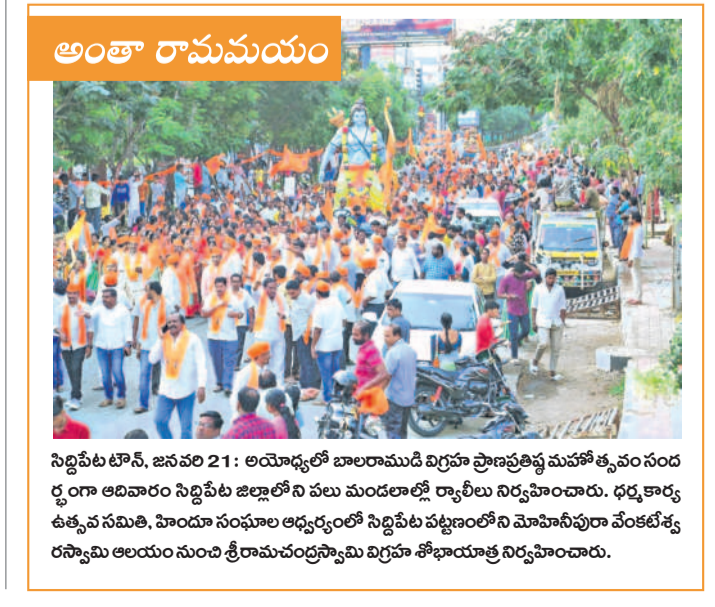 అంతా రామమయం
సిద్దిపేట టౌన్, జనవరి 21: అయోధ్యలో బాలరాముడి విగ్రహ ప్రాణప్రతిష్ఠ మహోత్సవం సంద
ర్భంగా ఆదివారం సిద్దిపేట జిల్లాలోని పలు మండలాల్లో ర్యాలీలు నిర్వహించారు. ధర్మకార్య
ఉత్సవ సమితి, హిందూ సంఘాల ఆధ్వర్యంలో సిద్దిపేట పట్టణంలోని మోహినీపురా వేంకటేశ్వ
రస్వామి ఆలయం నుంచి శ్రీరామచంద్రస్వామి విగ్రహ శోభాయాత్ర నిర్వహించారు.